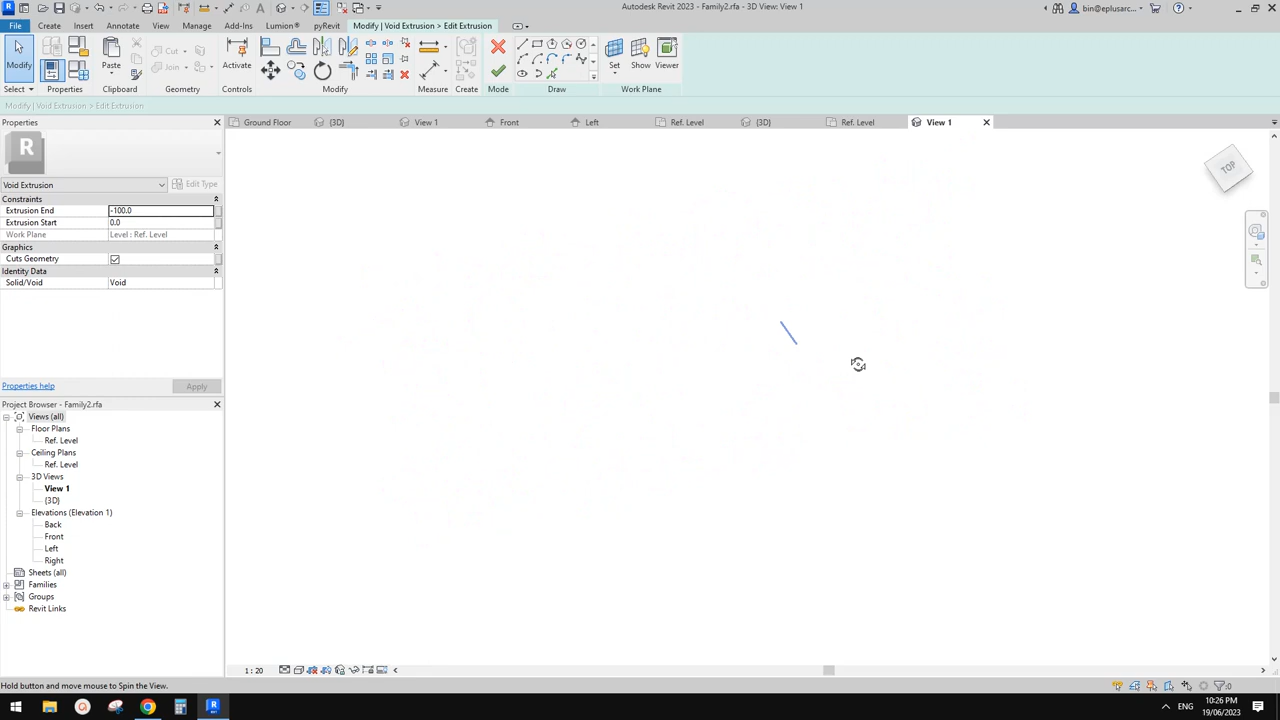 Autodesk Revit 2023 - Family2.rfa - 3D View: View 1
bin@eplusarc...
File Create Insert Annotate View Manage Add-Ins Lumion® pyRevit Modify | Void Extrusion > Edit Extrusion
Modify
Paste
Cut
Join
Activate
Set Show Viewer
Select Properties Clipboard Geometry Controls Modify Measure Create Mode Draw Work Plane
Modify | Void Extrusion > Edit Extrusion
Properties
Ground Floor {3D} View 1 Front Left Ref. Level {3D} Ref. Level View 1
R
Void Extrusion Edit Type
Constraints
Extrusion End -100.0
Extrusion Start 0.0
Work Plane Level : Ref. Level
Graphics
Cuts Geometry
Identity Data
Solid/Void Void
TOP
Properties help Apply
Project Browser - Family2.rfa
Views (all)
Floor Plans
Ref. Level
Ceiling Plans
Ref. Level
3D Views
View 1
{3D}
Elevations (Elevation 1)
Back
Front
Left
Right
Sheets (all)
Families
Groups
Revit Links
1 : 20
Hold button and move mouse to Spin the View.
:0
ENG
10:26 PM
19/06/2023